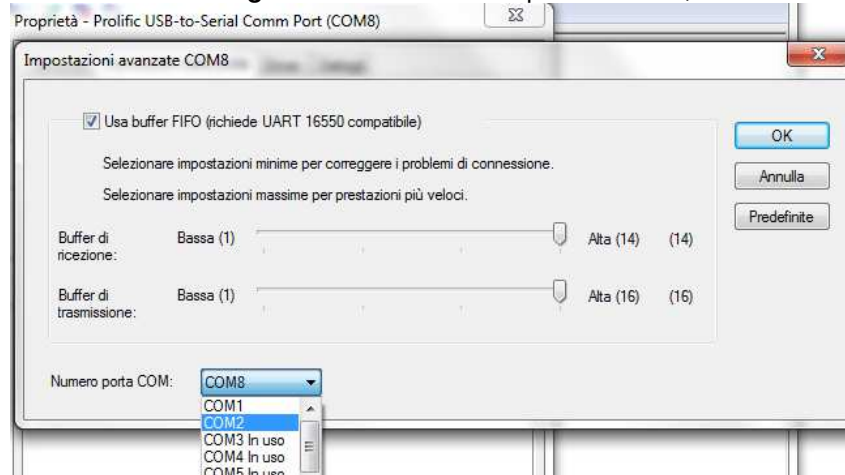 Proprietà - Prolific USB-to-Serial Comm Port (COM8)
Impostazioni avanzate COM8
Usa buffer FIFO (richiede UART 16550 compatibile)
Selezionare impostazioni minime per correggere i problemi di connessione.
Selezionare impostazioni massime per prestazioni più veloci.
OK
Annulla
Predefinite
Buffer di ricezione: Bassa (1) Alta (14) (14)
Buffer di trasmissione: Bassa (1) Alta (16) (16)
Numero porta COM: COM8
COM1
COM2
COM3 In uso
COM4 In uso
COM5 In uso